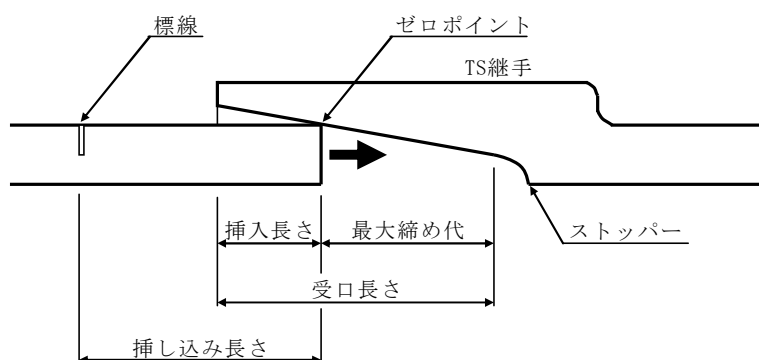 標線
ゼロポイント
TS継手
挿入長さ
最大締め代
ストッパー
受口長さ
挿し込み長さ